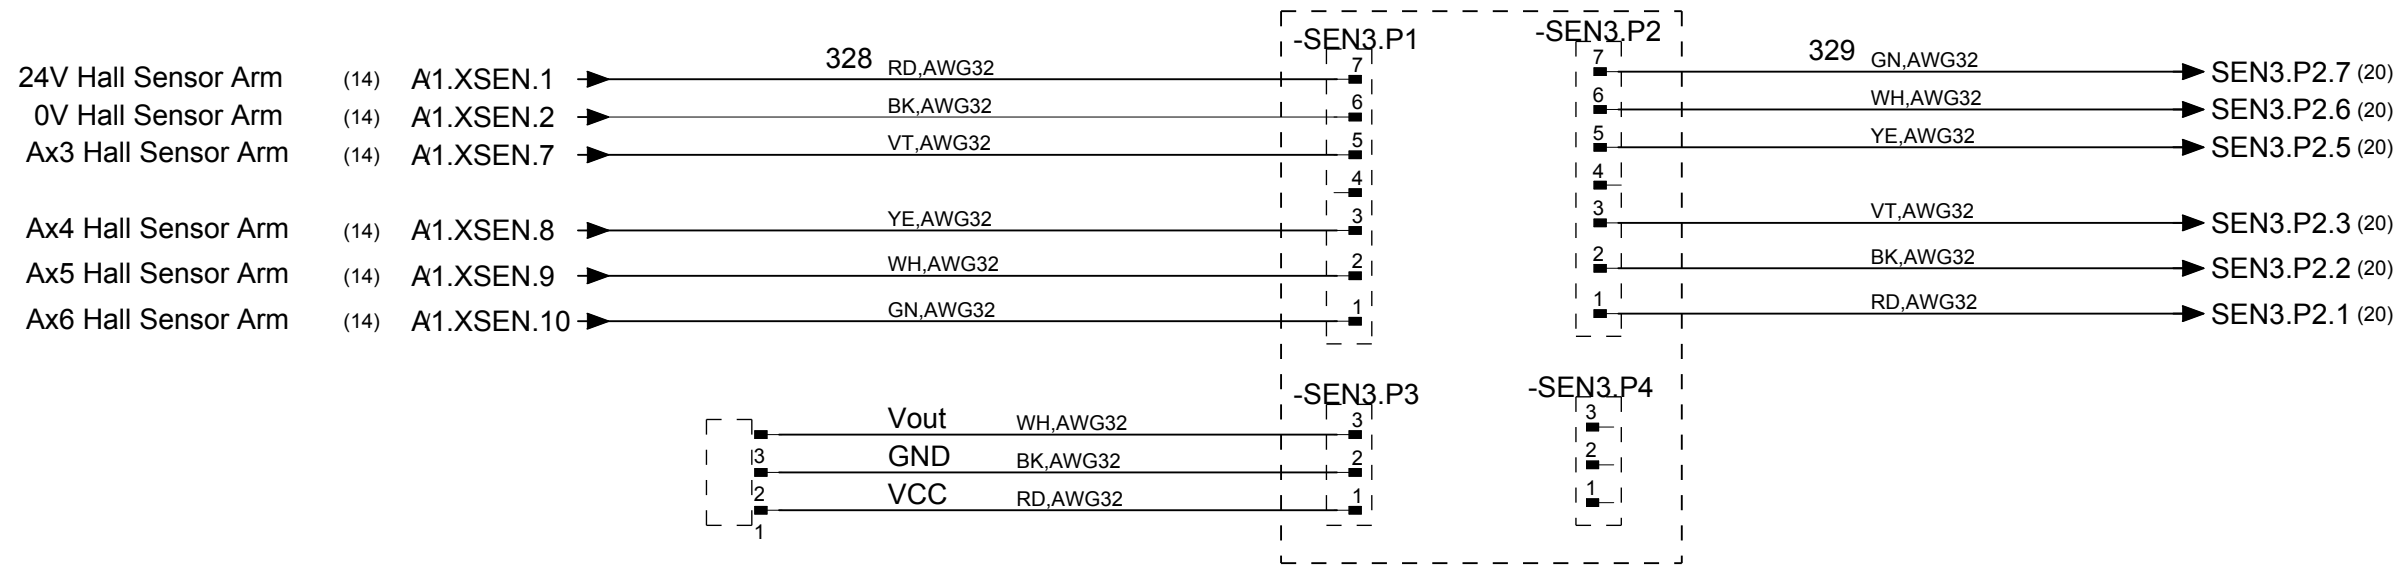 -SEN3.P1 -SEN3.P2
24V Hall Sensor Arm (14) A1.XSEN.1 328 RD,AWG32 7 7 329 GN,AWG32 SEN3.P2.7 (20)
0V Hall Sensor Arm (14) A1.XSEN.2 BK,AWG32 6 6 WH,AWG32 SEN3.P2.6 (20)
Ax3 Hall Sensor Arm (14) A1.XSEN.7 VT,AWG32 5 5 YE,AWG32 SEN3.P2.5 (20)
4 4
Ax4 Hall Sensor Arm (14) A1.XSEN.8 YE,AWG32 3 3 VT,AWG32 SEN3.P2.3 (20)
Ax5 Hall Sensor Arm (14) A1.XSEN.9 WH,AWG32 2 2 BK,AWG32 SEN3.P2.2 (20)
Ax6 Hall Sensor Arm (14) A1.XSEN.10 GN,AWG32 1 1 RD,AWG32 SEN3.P2.1 (20)
-SEN3.P3 -SEN3.P4
Vout WH,AWG32 3 3
3 GND BK,AWG32 2 2
2 VCC RD,AWG32 1 1
1